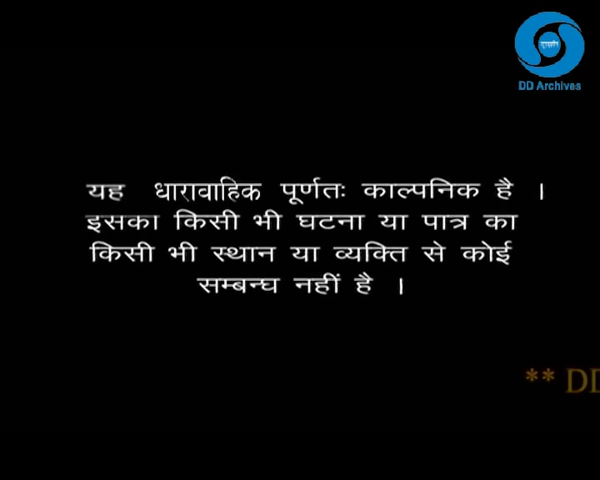 दूरदर्शन
DD Archives
यह धारावाहिक पूर्णतः काल्पनिक है ।
इसका किसी भी घटना या पात्र का
किसी भी स्थान या व्यक्ति से कोई
सम्बन्घ नहीं है ।
** DD